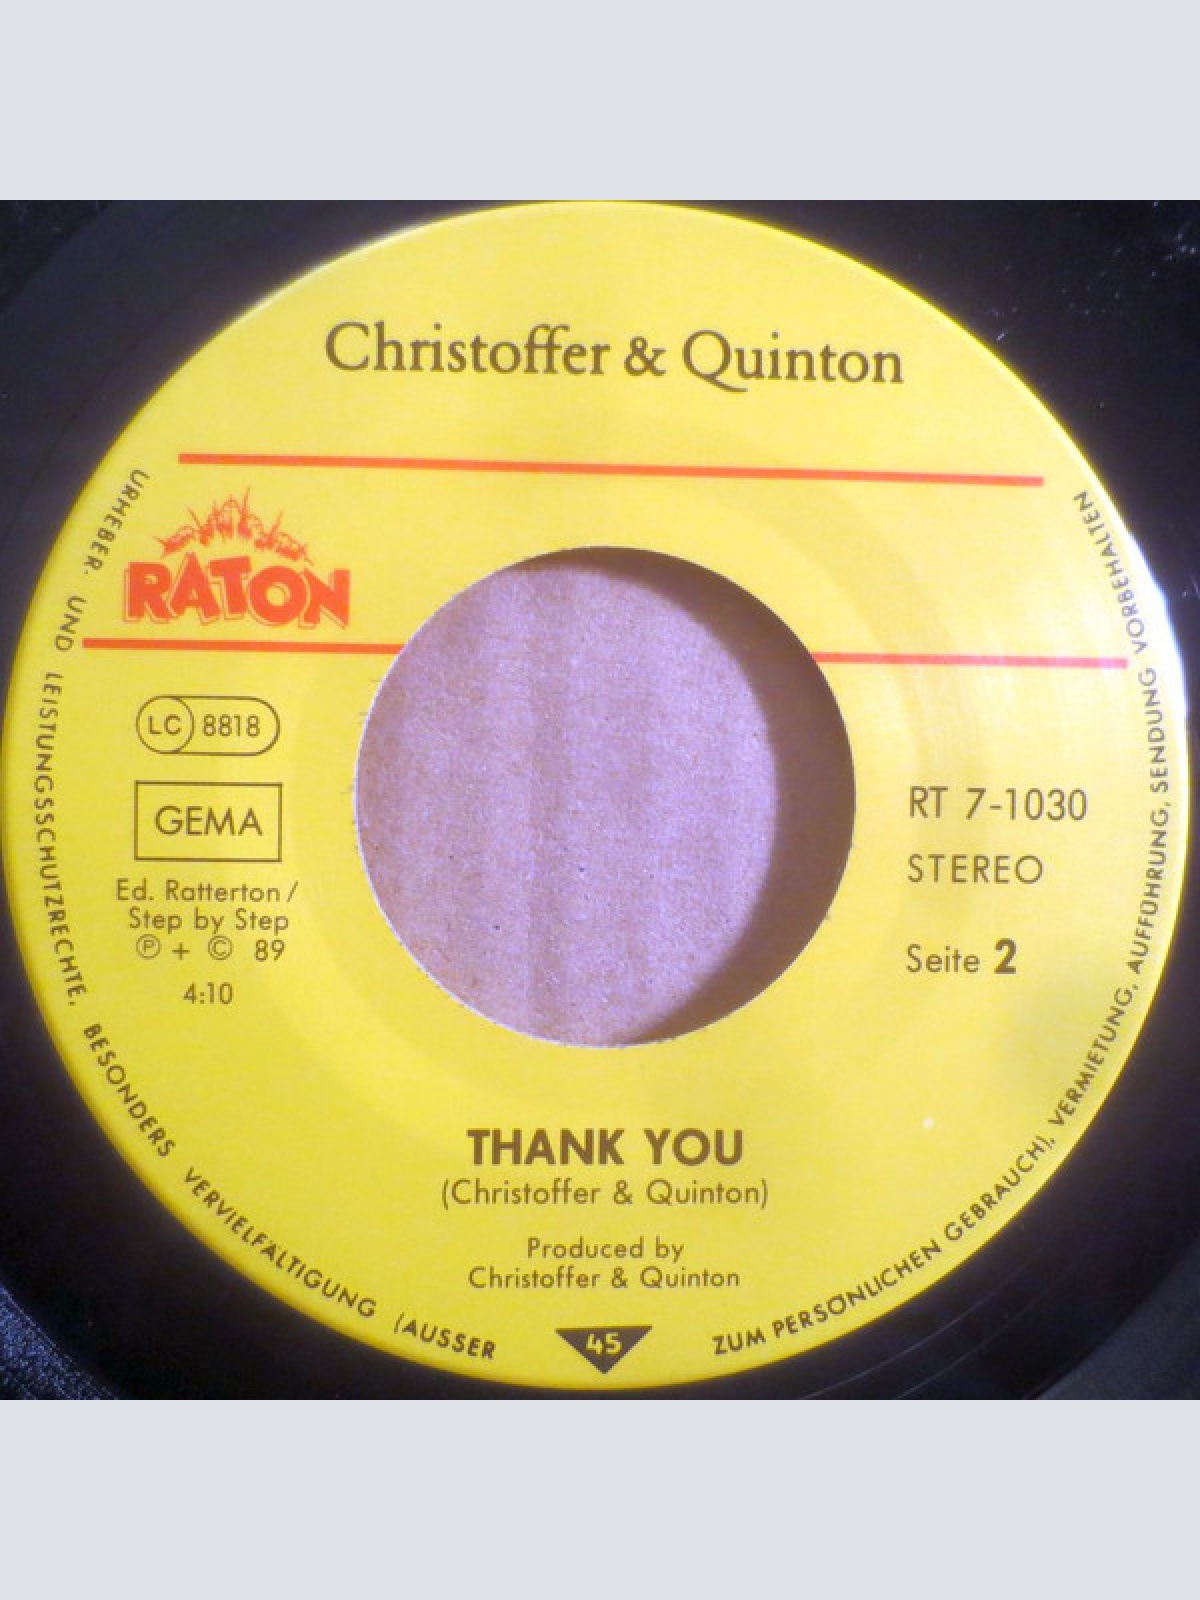 Christoffer & Quinton
RATON
LC 8818
GEMA
Ed. Ratterton /
Step by Step
Ⓟ + © 89
4:10
RT 7-1030
STEREO
Seite 2
THANK YOU
(Christoffer & Quinton)
Produced by
Christoffer & Quinton
45
URHEBER- UND LEISTUNGSSCHUTZRECHTE, BESONDERS VERVIELFÄLTIGUNG (AUSSER ZUM PERSÖNLICHEN GEBRAUCH), VERMIETUNG, AUFFÜHRUNG, SENDUNG VORBEHALTEN